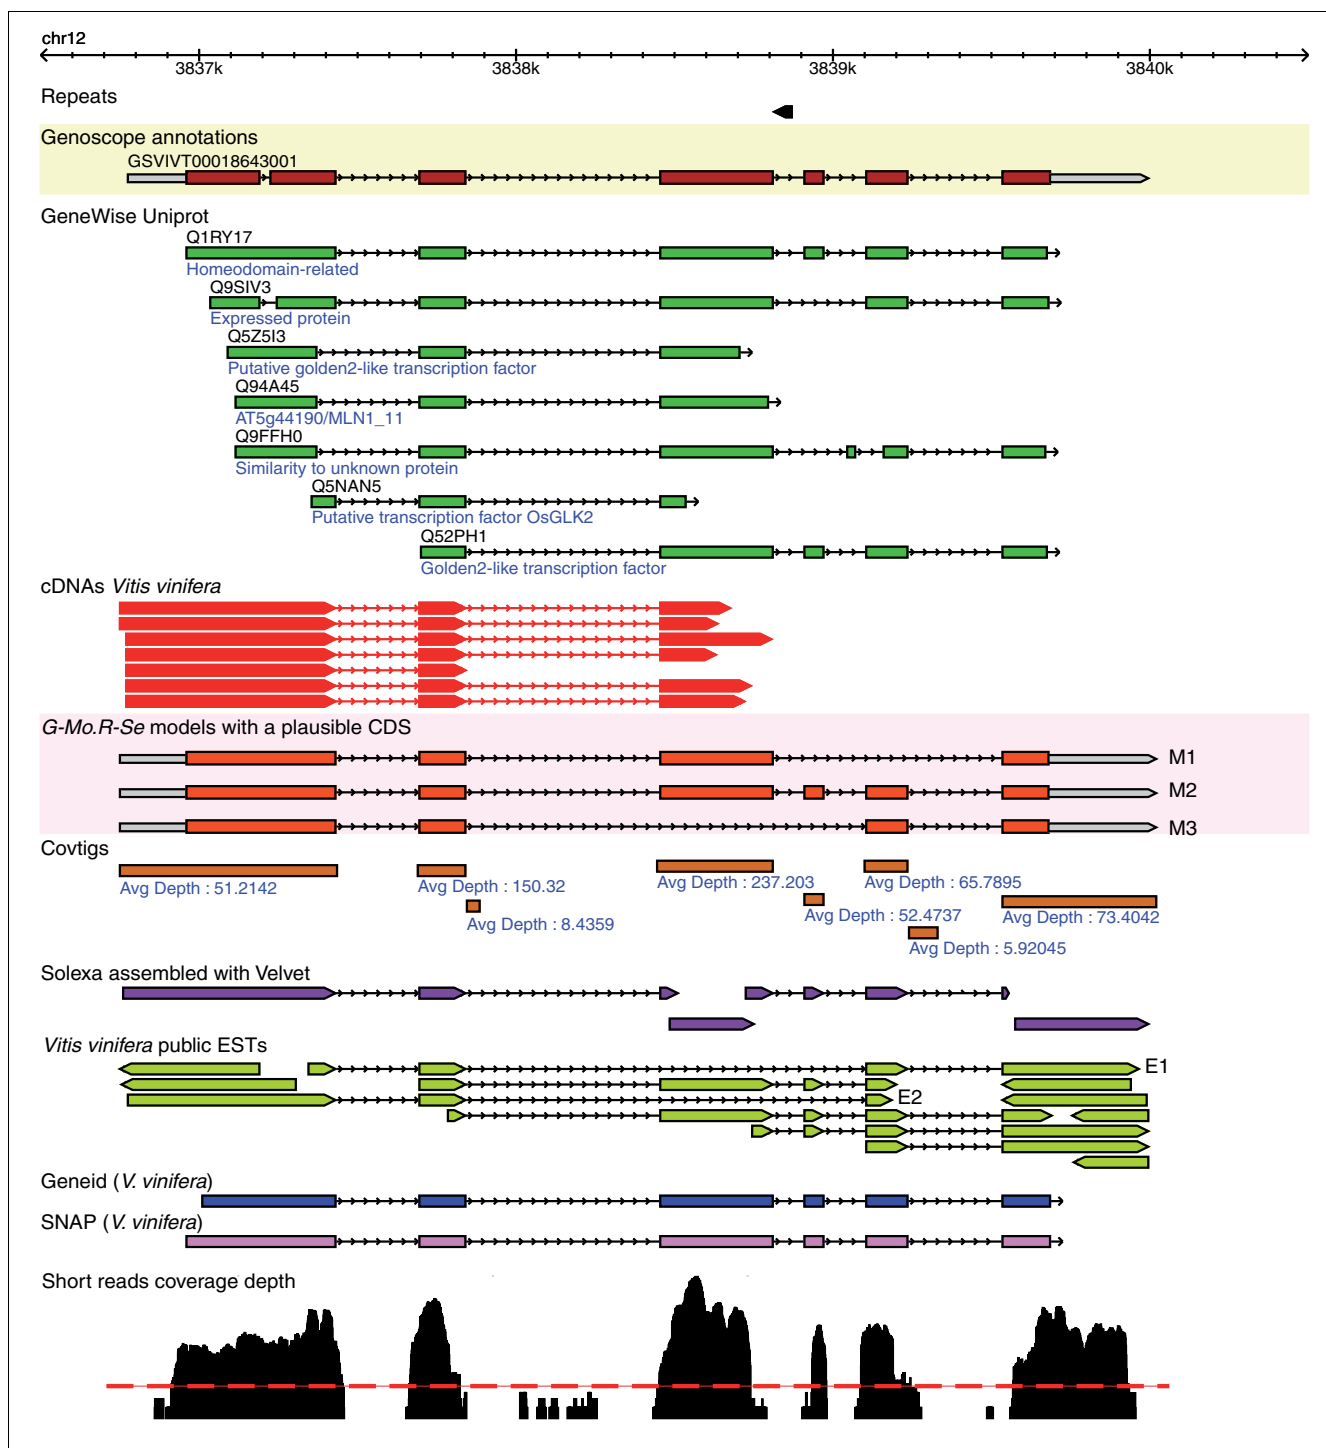 chr12
3837k 3838k 3839k 3840k
Repeats
Genoscope annotations
GSVIVT00018643001
GeneWise Uniprot
Q1RY17
Homeodomain-related
Q9SIV3
Expressed protein
Q5Z5I3
Putative golden2-like transcription factor
Q94A45
AT5g44190/MLN1_11
Q9FFH0
Similarity to unknown protein
Q5NAN5
Putative transcription factor OsGLK2
Q52PH1
Golden2-like transcription factor
cDNAs Vitis vinifera
G-Mo.R-Se models with a plausible CDS
M1
M2
M3
Covtigs
Avg Depth : 51.2142
Avg Depth : 150.32
Avg Depth : 237.203
Avg Depth : 65.7895
Avg Depth : 8.4359
Avg Depth : 52.4737
Avg Depth : 73.4042
Avg Depth : 5.92045
Solexa assembled with Velvet
Vitis vinifera public ESTs
E1
E2
Geneid (V. vinifera)
SNAP (V. vinifera)
Short reads coverage depth